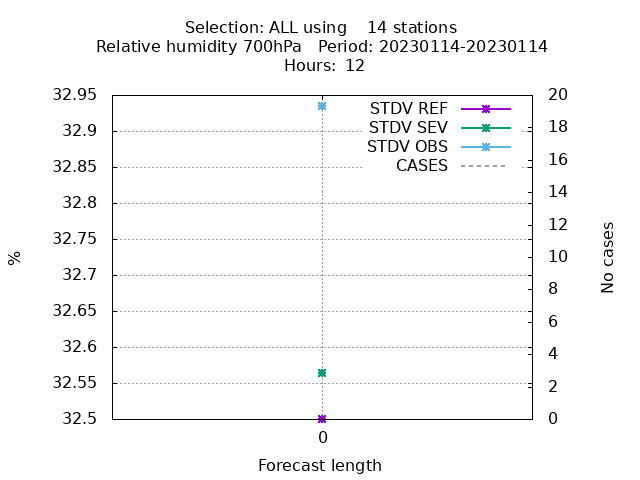 Selection: ALL using    14 stations
Relative humidity 700hPa   Period: 20230114-20230114
Hours: 12
32.95
32.9
32.85
32.8
32.75
32.7
32.65
32.6
32.55
32.5
%
STDV REF
STDV SEV
STDV OBS
CASES
20
18
16
14
12
10
8
6
4
2
0
No cases
0
Forecast length